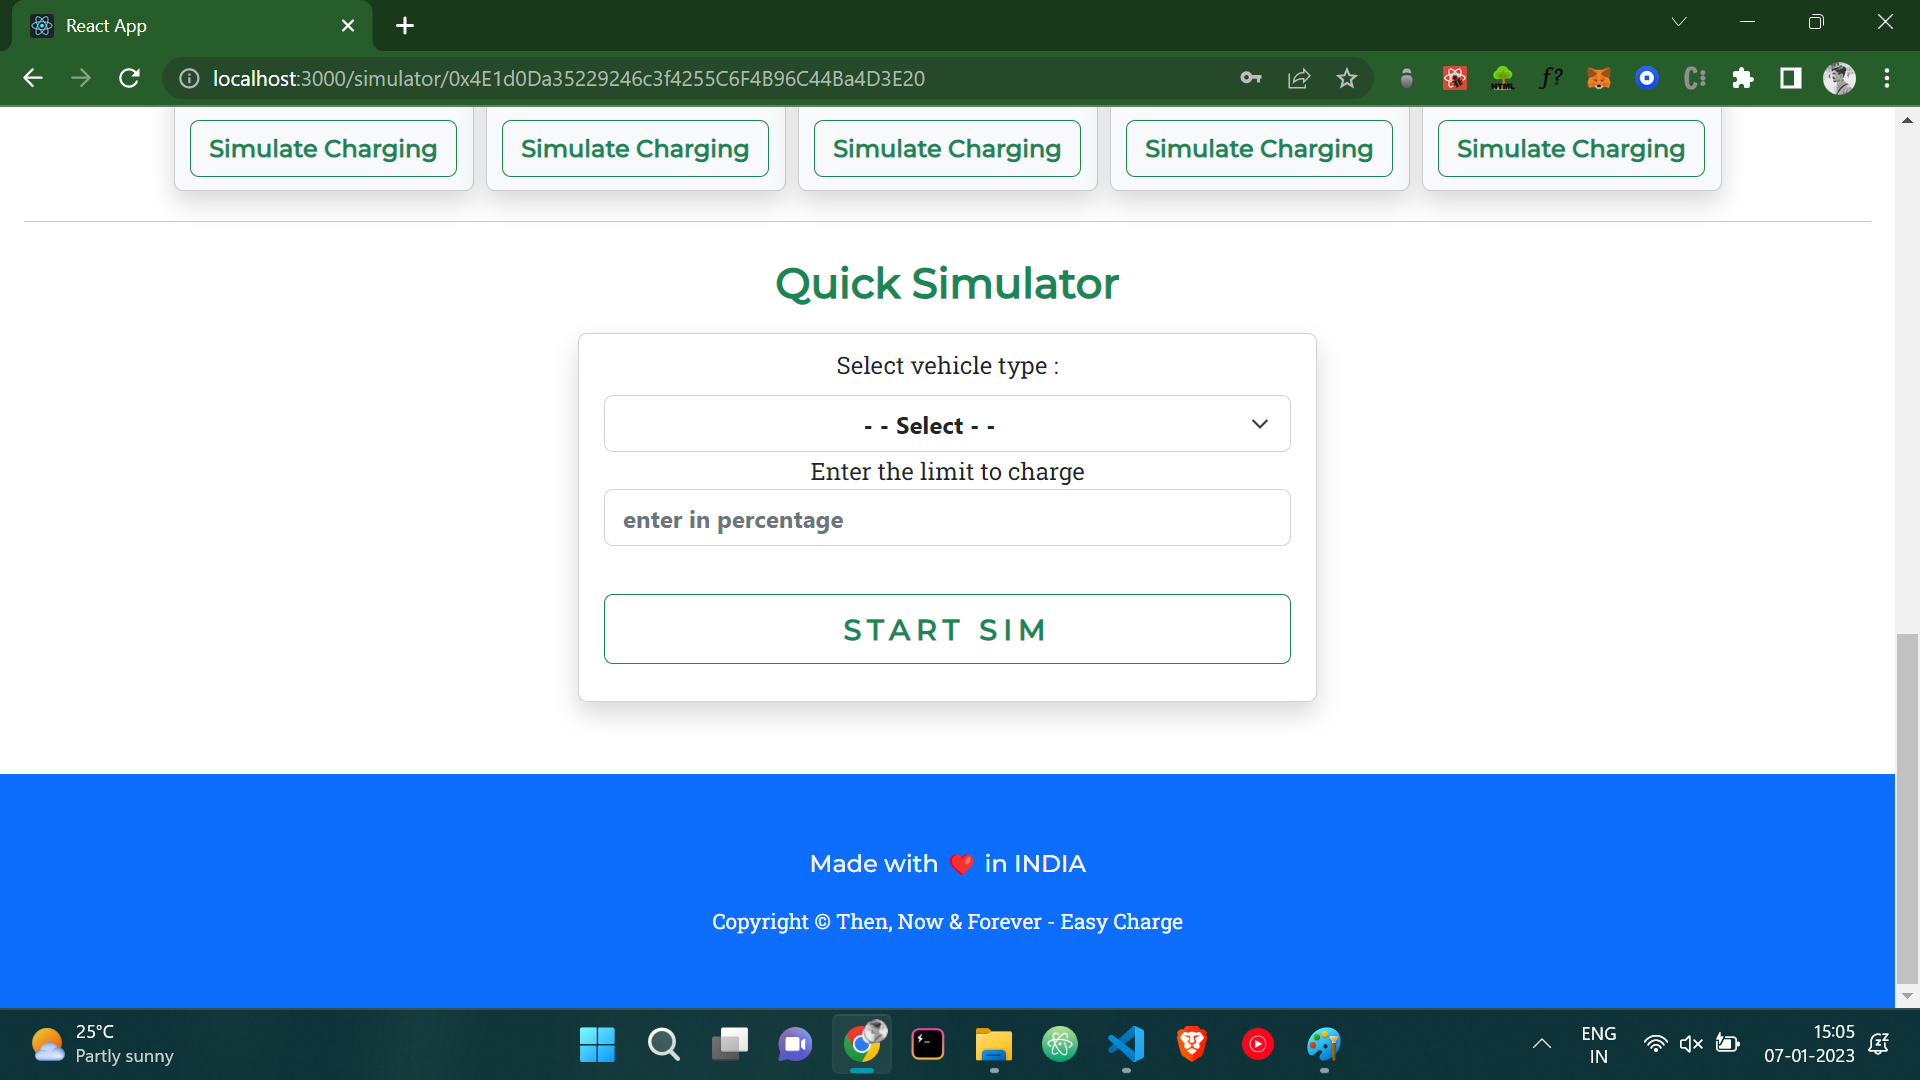 React App
localhost:3000/simulator/0x4E1d0Da35229246c3f4255C6F4B96C44Ba4D3E20
HTML
f?
Simulate Charging
Simulate Charging
Simulate Charging
Simulate Charging
Simulate Charging
Quick Simulator
Select vehicle type :
- - Select - -
Enter the limit to charge
enter in percentage
START SIM
Made with ❤️ in INDIA
Copyright © Then, Now & Forever - Easy Charge
25°C
Partly sunny
ENG
IN
15:05
07-01-2023